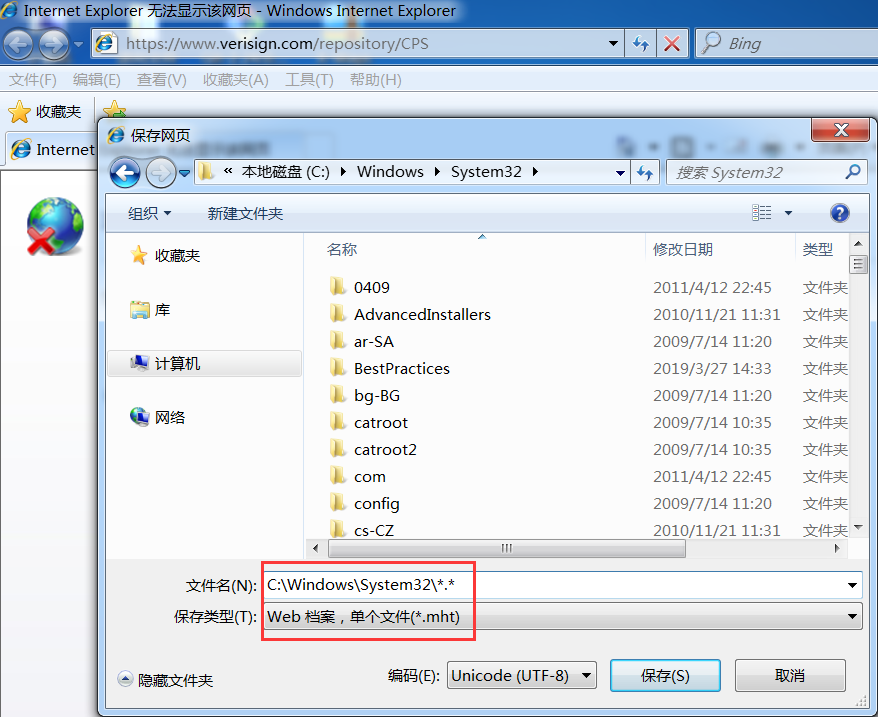 Internet Explorer 无法显示该网页 - Windows Internet Explorer
https://www.verisign.com/repository/CPS
Bing
文件(F) 编辑(E) 查看(V) 收藏夹(A) 工具(T) 帮助(H)
收藏夹
Internet
保存网页
« 本地磁盘 (C:) Windows System32
搜索 System32
组织 新建文件夹
收藏夹
库
计算机
网络
名称 修改日期 类型
0409 2011/4/12 22:45 文件夹
AdvancedInstallers 2010/11/21 11:31 文件夹
ar-SA 2009/7/14 11:20 文件夹
BestPractices 2019/3/27 14:33 文件夹
bg-BG 2009/7/14 11:20 文件夹
catroot 2009/7/14 10:35 文件夹
catroot2 2009/7/14 10:35 文件夹
com 2011/4/12 22:45 文件夹
config 2009/7/14 11:20 文件夹
cs-CZ 2010/11/21 11:31 文件夹
文件名(N): C:\Windows\System32\*.*
保存类型(T): Web 档案，单个文件(*.mht)
隐藏文件夹 编码(E): Unicode (UTF-8) 保存(S) 取消